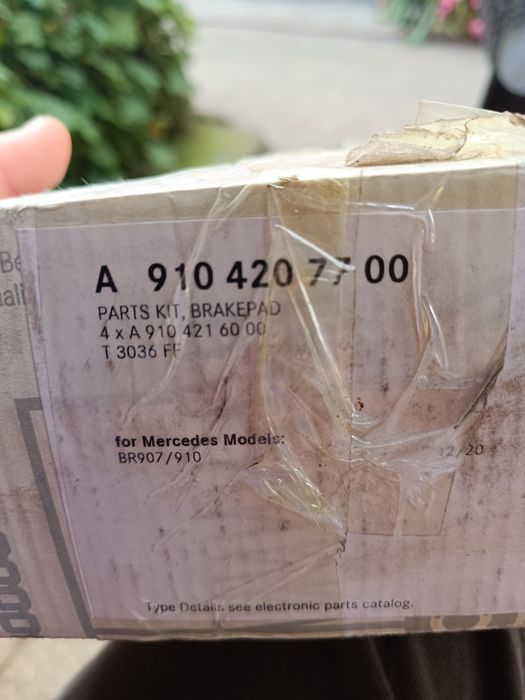 A 910 420 77 00
PARTS KIT, BRAKEPAD
4 x A 910 421 60 00
T 3036 FF
for Mercedes Models:
BR907/910
12/20
Type Details see electronic parts catalog.